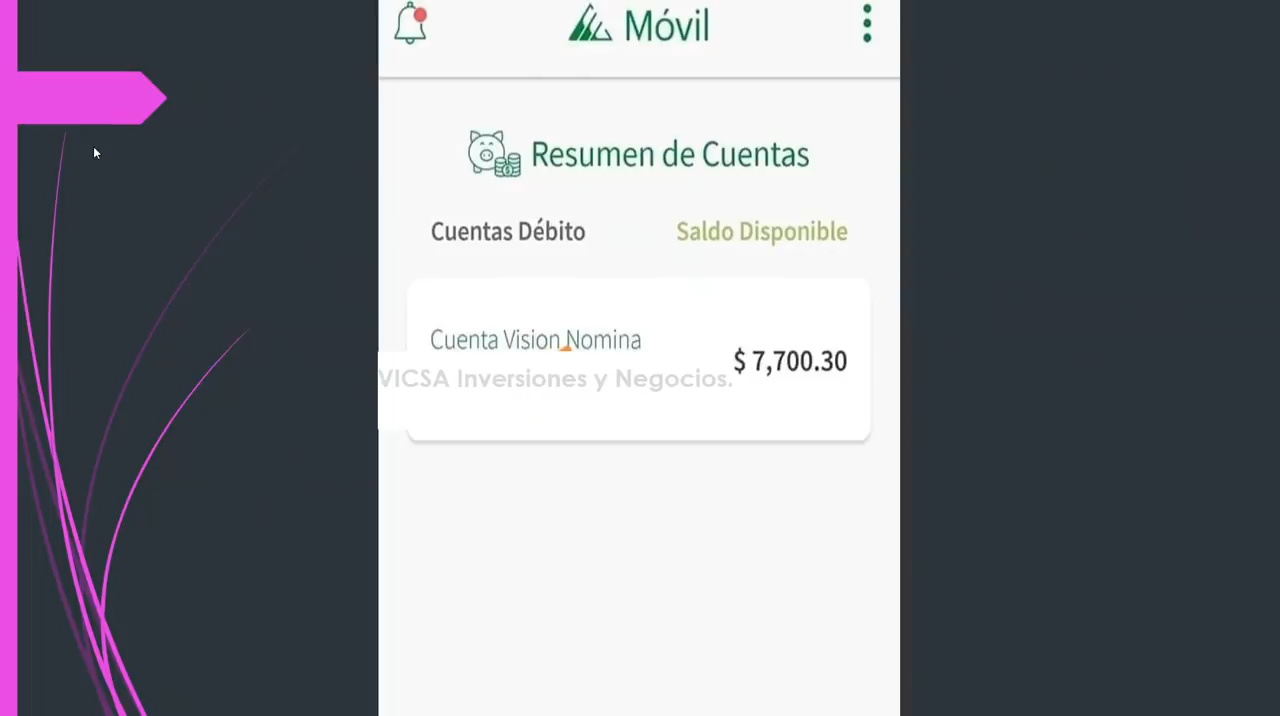 Móvil
Resumen de Cuentas
Cuentas Débito
Saldo Disponible
Cuenta Vision Nomina
$ 7,700.30
VICSA Inversiones y Negocios.